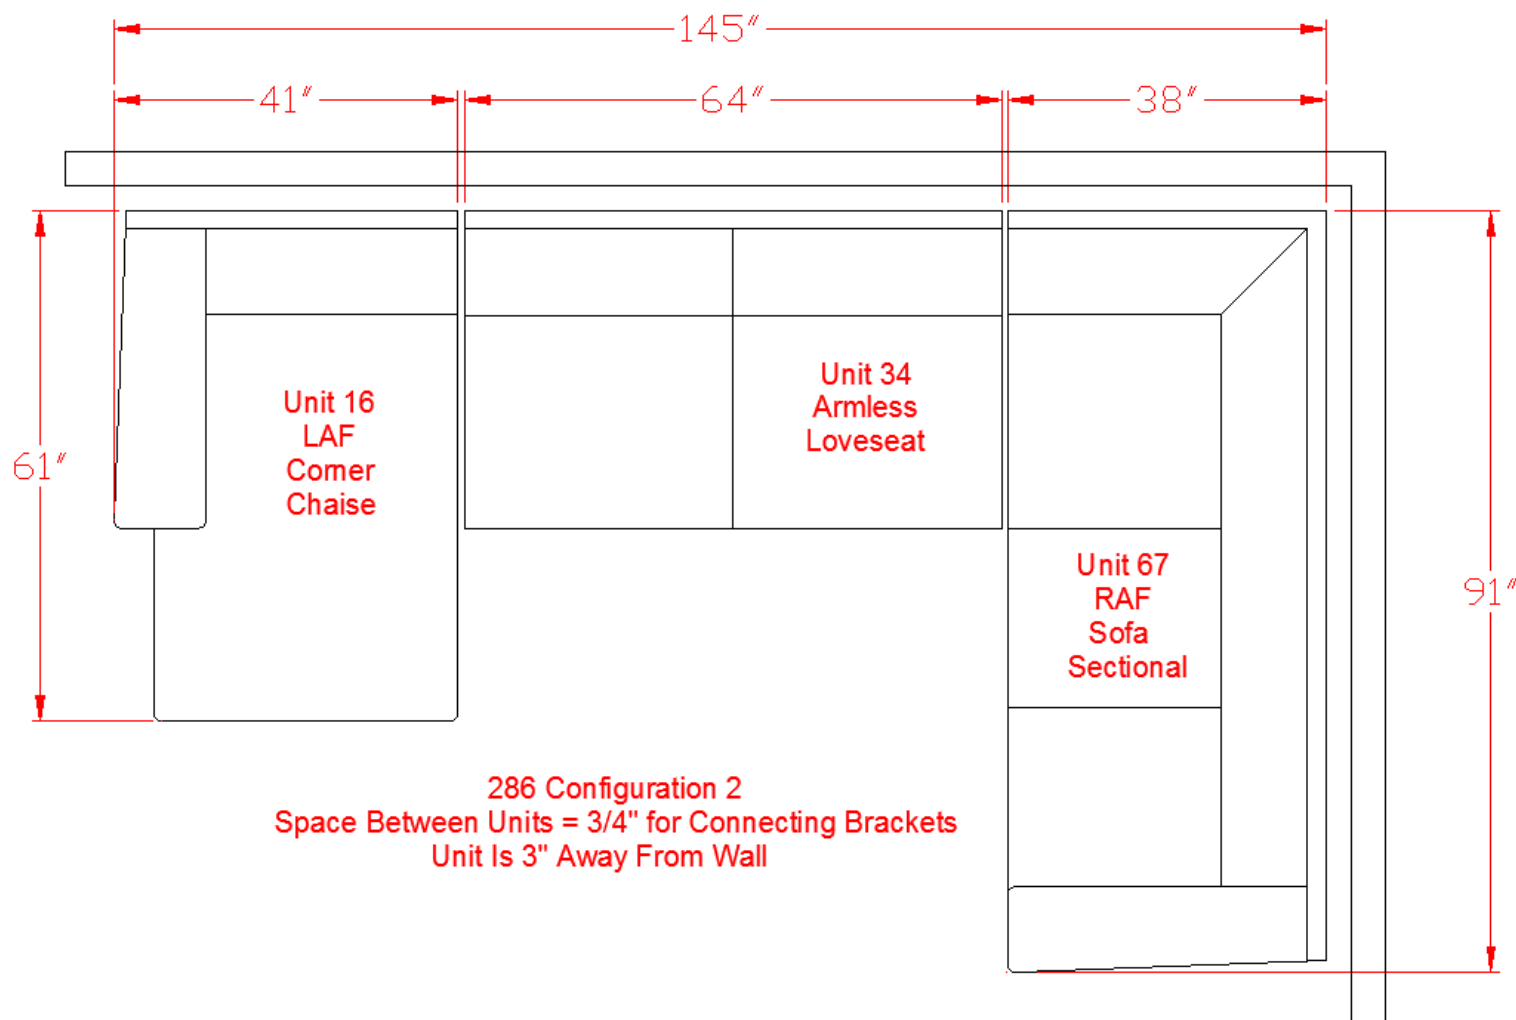 145"
41"
64"
38"
Unit 16
LAF
Corner
Chaise
Unit 34
Armless
Loveseat
61"
Unit 67
RAF
Sofa
Sectional
91"
286 Configuration 2
Space Between Units = 3/4" for Connecting Brackets
Unit Is 3" Away From Wall